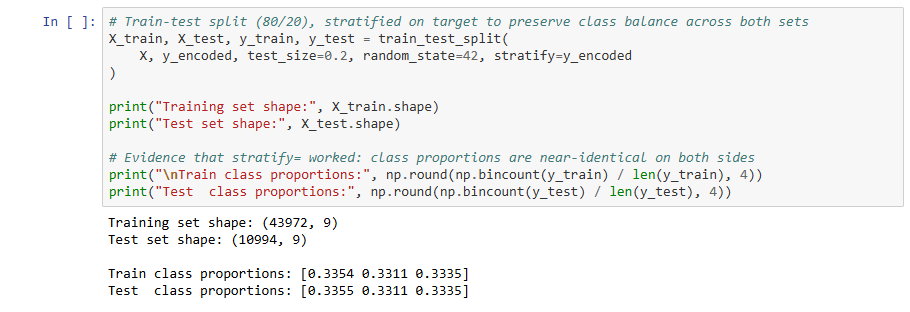 In [ ]: # Train-test split (80/20), stratified on target to preserve class balance across both sets
X_train, X_test, y_train, y_test = train_test_split(
    X, y_encoded, test_size=0.2, random_state=42, stratify=y_encoded
)

print("Training set shape:", X_train.shape)
print("Test set shape:", X_test.shape)

# Evidence that stratify= worked: class proportions are near-identical on both sides
print("\nTrain class proportions:", np.round(np.bincount(y_train) / len(y_train), 4))
print("Test  class proportions:", np.round(np.bincount(y_test) / len(y_test), 4))

Training set shape: (43972, 9)
Test set shape: (10994, 9)

Train class proportions: [0.3354 0.3311 0.3335]
Test  class proportions: [0.3355 0.3311 0.3335]